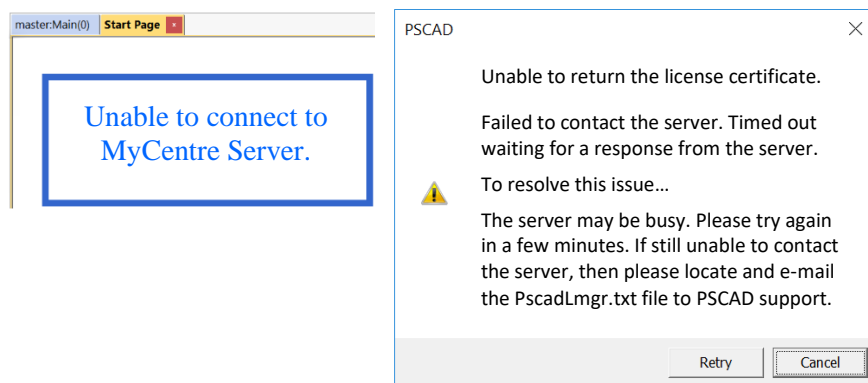 master:Main(0) Start Page
Unable to connect to
MyCentre Server.
PSCAD
Unable to return the license certificate.
Failed to contact the server. Timed out
waiting for a response from the server.
To resolve this issue…
The server may be busy. Please try again
in a few minutes. If still unable to contact
the server, then please locate and e-mail
the PscadLmgr.txt file to PSCAD support.
Retry Cancel